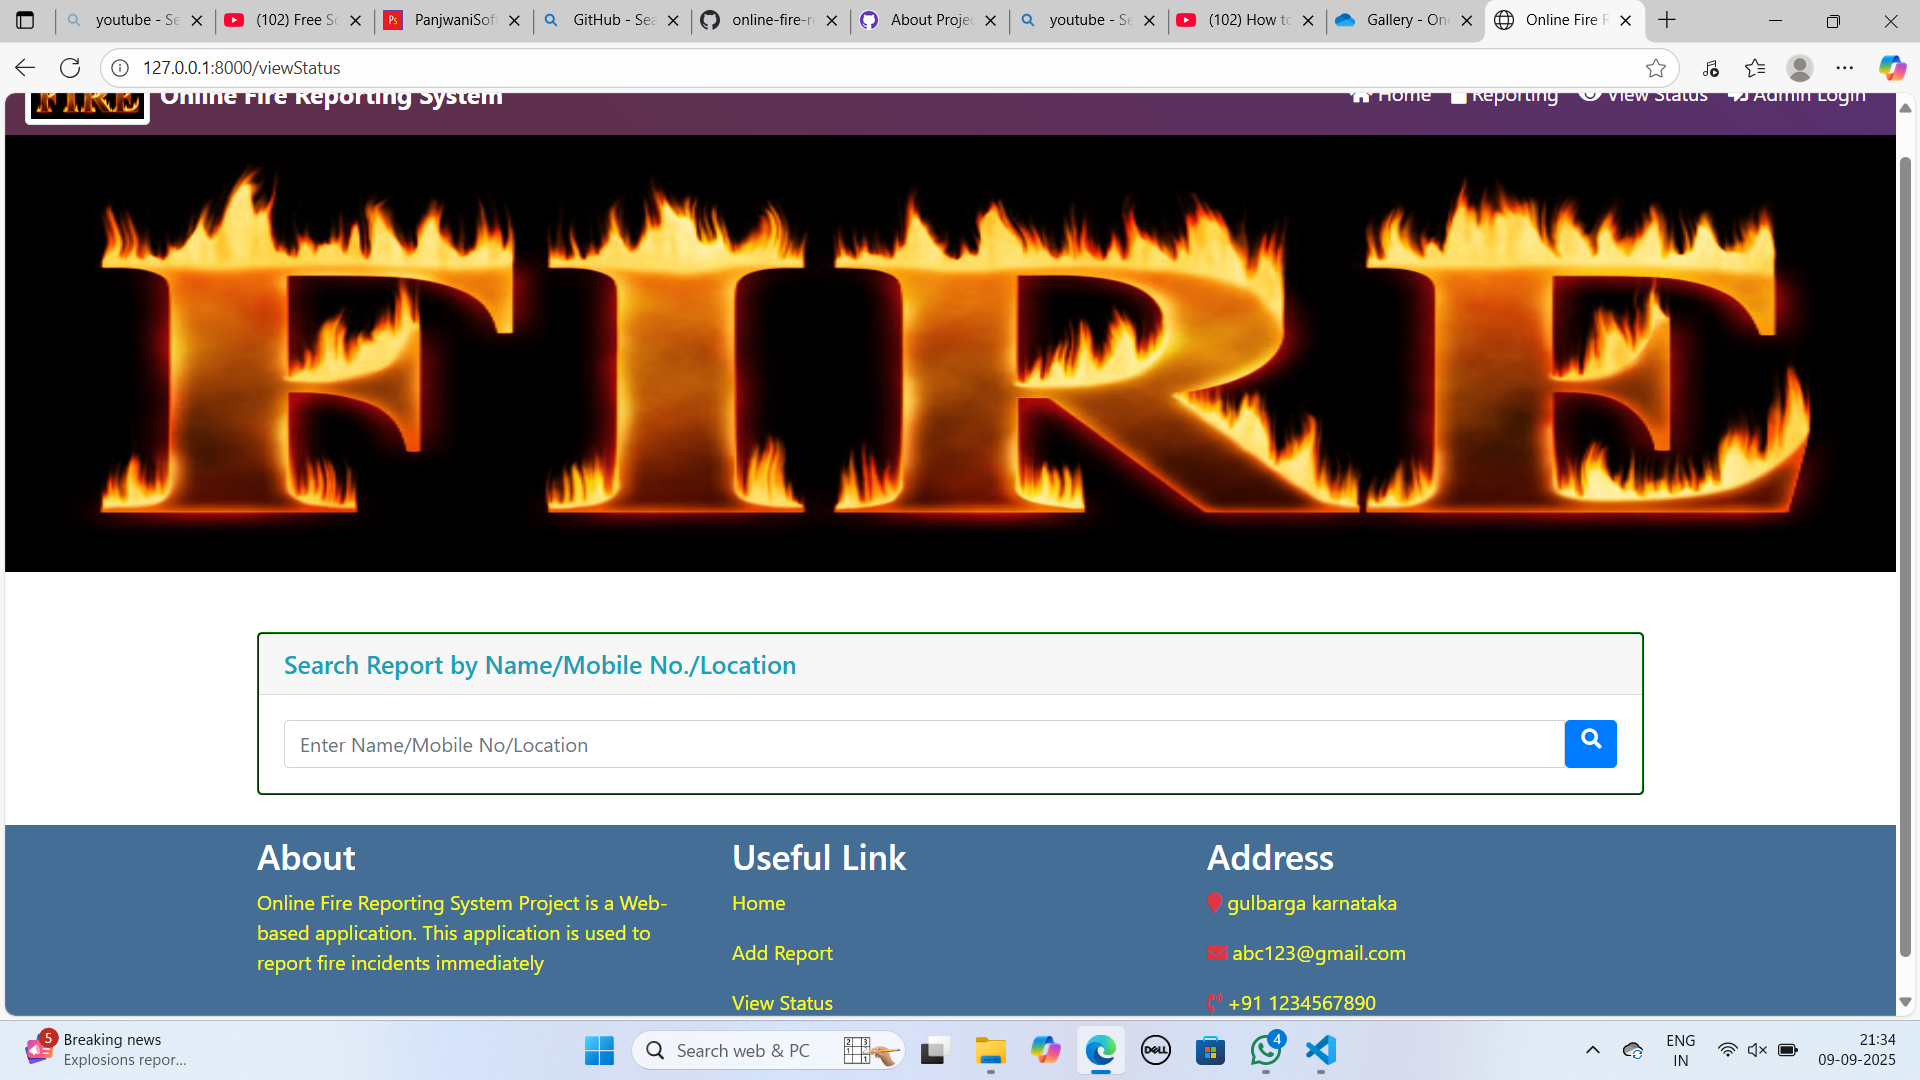 youtube - Se
(102) Free Sc
PanjwaniSoft
GitHub - Sea
online-fire-re
About Projec
youtube - Se
(102) How to
Gallery - One
Online Fire R
127.0.0.1:8000/viewStatus
FIRE
Online Fire Reporting System
Home
Reporting
View Status
Admin Login
FIRE
Search Report by Name/Mobile No./Location
Enter Name/Mobile No/Location
About
Online Fire Reporting System Project is a Web-
based application. This application is used to
report fire incidents immediately
Useful Link
Home
Add Report
View Status
Address
gulbarga karnataka
abc123@gmail.com
+91 1234567890
5
Breaking news
Explosions repor...
Search web & PC
DELL
4
ENG
IN
21:34
09-09-2025